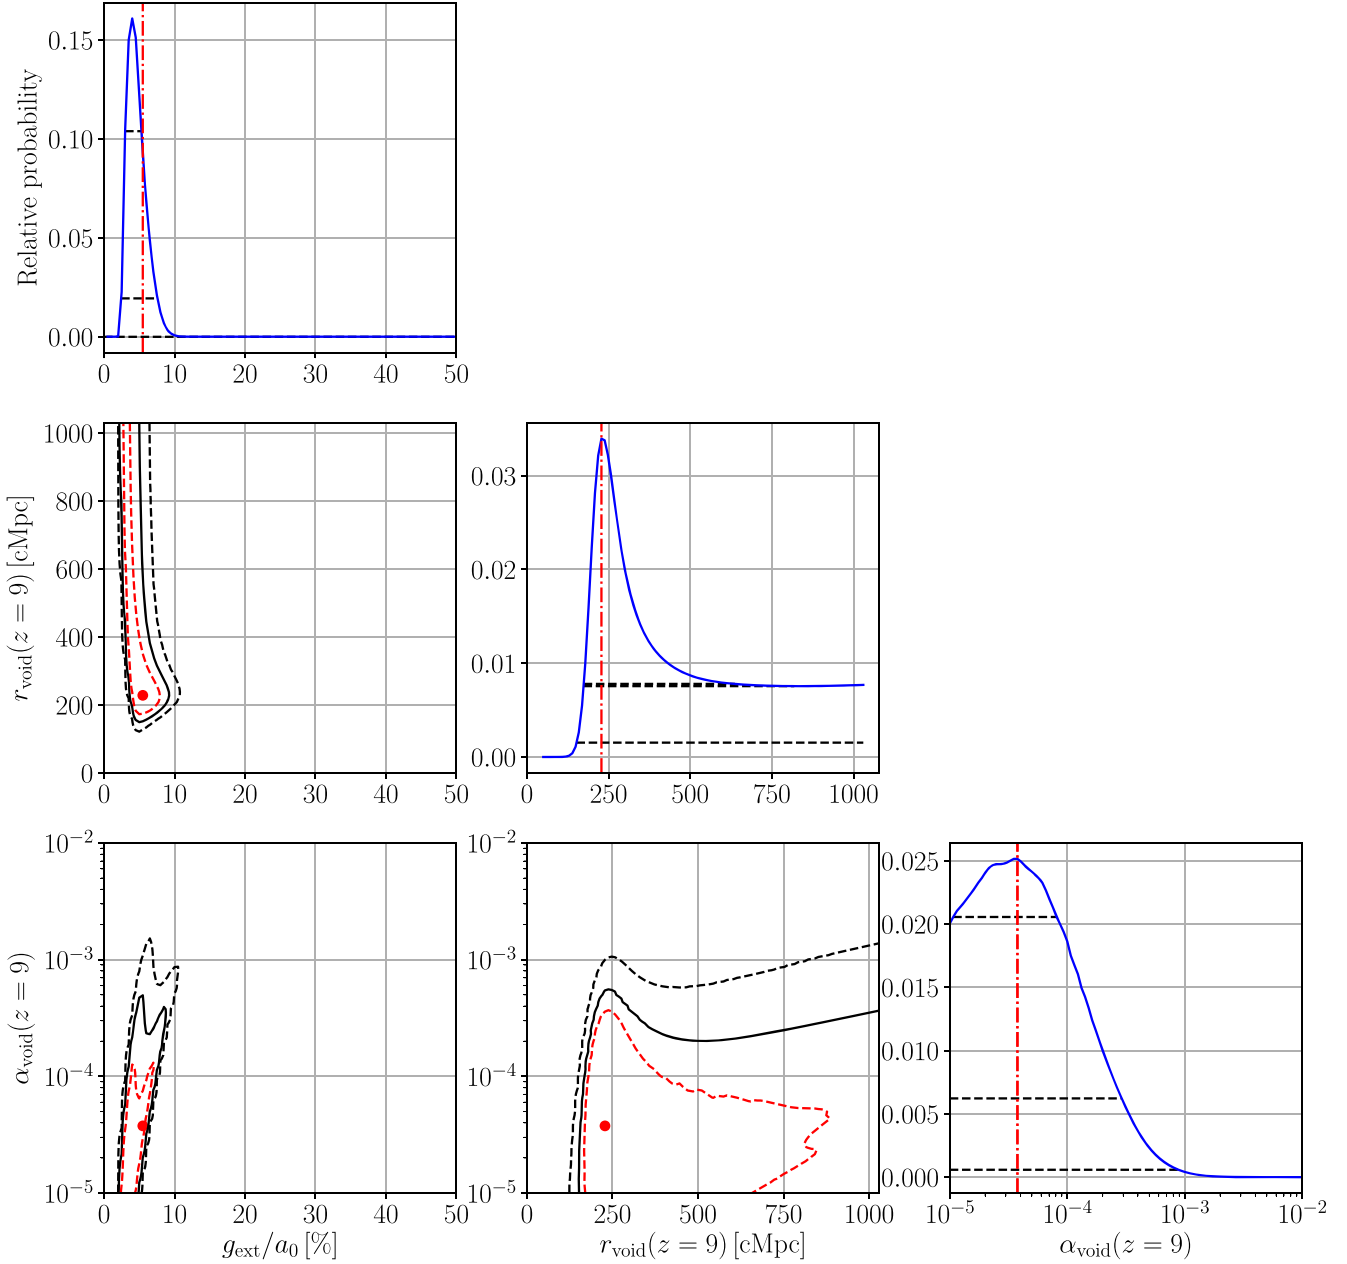 0.15
0.10
0.05
0.00
Relative probability
0 10 20 30 40 50
1000
800
600
400
200
0
r_void(z = 9) [cMpc]
0 10 20 30 40 50
0.03
0.02
0.01
0.00
0 250 500 750 1000
10^−2
10^−3
10^−4
10^−5
α_void(z = 9)
0 10 20 30 40 50
g_ext/a_0 [%]
10^−2
10^−3
10^−4
10^−5
0 250 500 750 1000
r_void(z = 9) [cMpc]
0.025
0.020
0.015
0.010
0.005
0.000
10^−5 10^−4 10^−3 10^−2
α_void(z = 9)